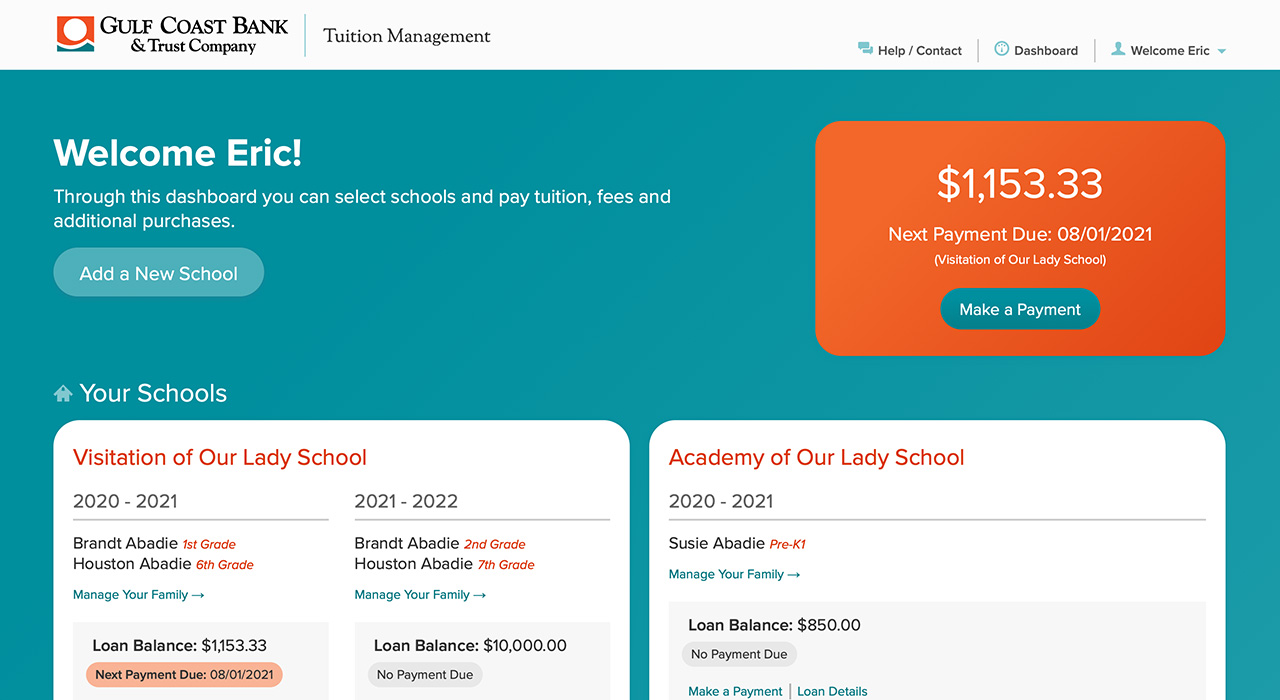 GULF COAST BANK
& Trust Company
Tuition Management
Help / Contact
Dashboard
Welcome Eric
Welcome Eric!
Through this dashboard you can select schools and pay tuition, fees and
additional purchases.
Add a New School
$1,153.33
Next Payment Due: 08/01/2021
(Visitation of Our Lady School)
Make a Payment
Your Schools
Visitation of Our Lady School
2020 - 2021
Brandt Abadie 1st Grade
Houston Abadie 6th Grade
Manage Your Family →
Loan Balance: $1,153.33
Next Payment Due: 08/01/2021
2021 - 2022
Brandt Abadie 2nd Grade
Houston Abadie 7th Grade
Manage Your Family →
Loan Balance: $10,000.00
No Payment Due
Academy of Our Lady School
2020 - 2021
Susie Abadie Pre-K1
Manage Your Family →
Loan Balance: $850.00
No Payment Due
Make a Payment | Loan Details